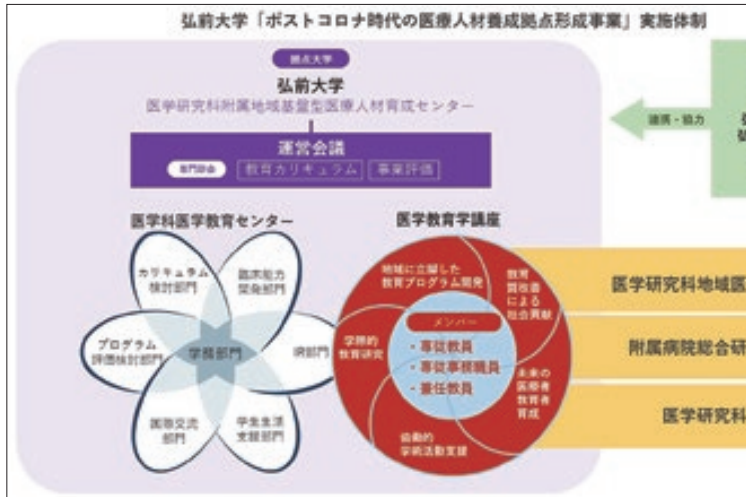 弘前大学「ポストコロナ時代の医療人材養成拠点形成事業」実施体制
拠点大学
弘前大学
医学研究科附属地域基盤型医療人材育成センター
連携・協力
運営会議
専門部会
教育カリキュラム
事業評価
医学科医学教育センター
カリキュラム
検討部門
臨床能力
開発部門
プログラム
評価検討部門
学務部門
国際交流
部門
学生生活
支援部門
医学教育学講座
地域に立脚した
教育プログラム開発
教育
による
社会貢献
学際的
教育研究
メンバー
・専従教員
・専従事務職員
・兼任教員
未来の
医療者
教育者
育成
協働的
学術活動支援
医学研究科地域医
附属病院総合研
医学研究科